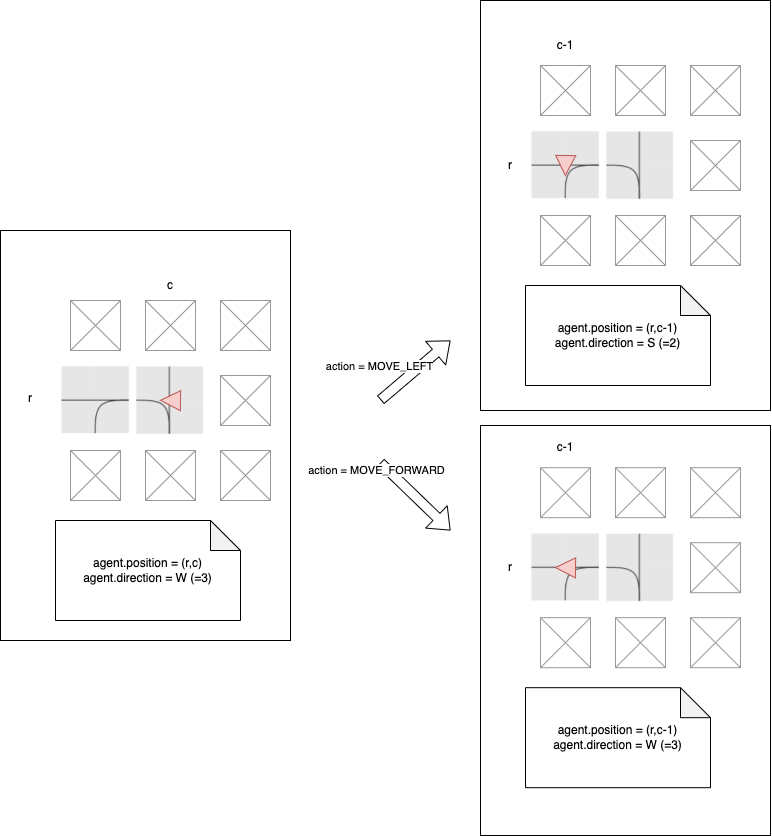 c
r
agent.position = (r,c)
agent.direction = W (=3)
action = MOVE_LEFT
action = MOVE_FORWARD
c-1
r
agent.position = (r,c-1)
agent.direction = S (=2)
c-1
r
agent.position = (r,c-1)
agent.direction = W (=3)